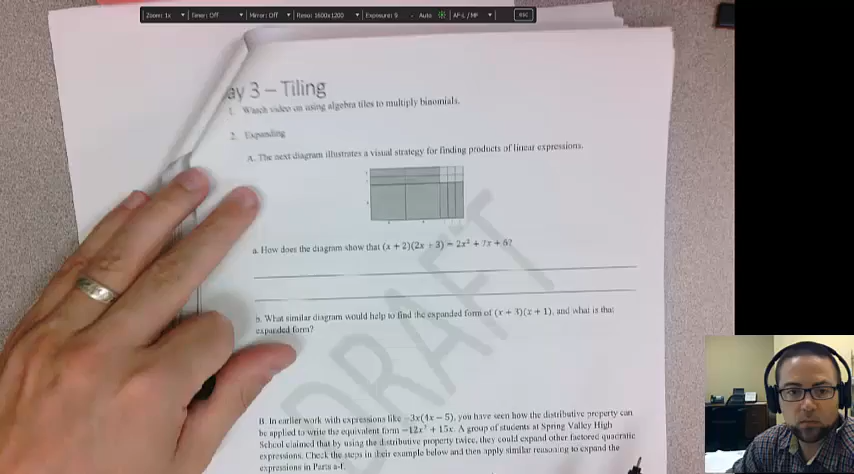 Zoom: 1x Timer: Off Mirror: Off Reso: 1600x1200 Exposure: 0 Auto AF-L / MF esc
ay 3 – Tiling
1. Watch video on using algebra tiles to multiply binomials.
2. Expanding
A. The next diagram illustrates a visual strategy for finding products of linear expressions.
a. How does the diagram show that (x + 2)(2x + 3) = 2x² + 7x + 6?
b. What similar diagram would help to find the expanded form of (x + 3)(x + 1), and what is that
expanded form?
DRAFT
B. In earlier work with expressions like −3x(4x − 5), you have seen how the distributive property can
be applied to write the equivalent form −12x² + 15x. A group of students at Spring Valley High
School claimed that by using the distributive property twice, they could expand other factored quadratic
expressions. Check the steps in their example below and then apply similar reasoning to expand the
expressions in Parts a-f.